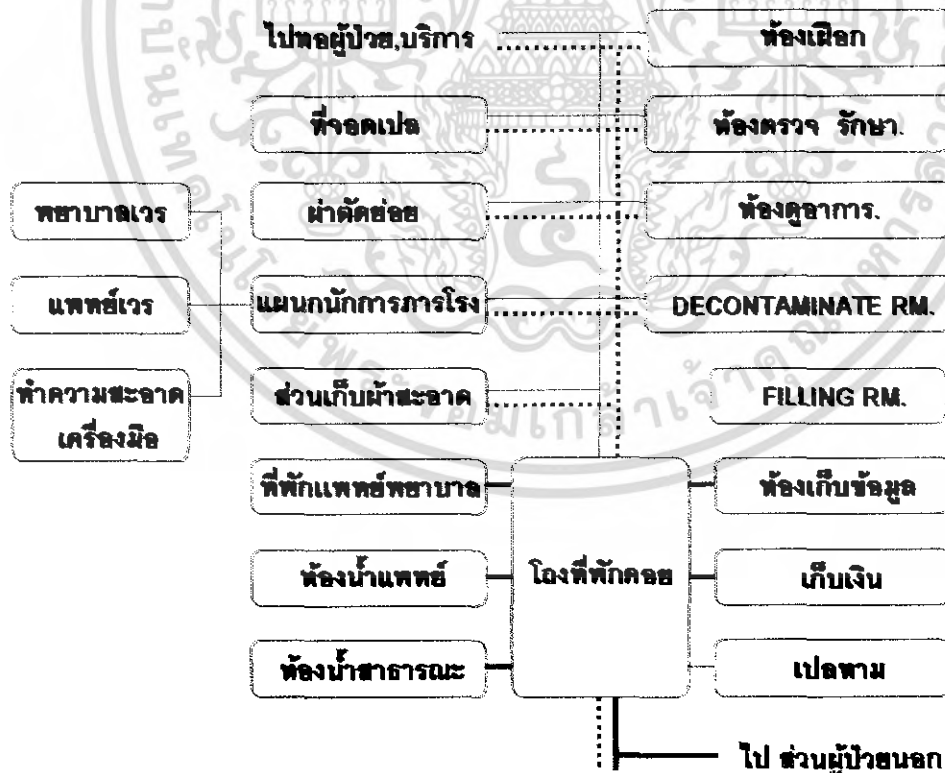 ไปหอผู้ป่วย,บริการ
ห้องเฝือก
ที่จอดเปล
ห้องตรวจ รักษา.
พยาบาลเวร
ผ่าตัดย่อย
ห้องดูอาการ.
แพทย์เวร
แผนกนักการภารโรง
DECONTAMINATE RM.
ทำความสะอาด
เครื่องมือ
ส่วนเก็บผ้าสะอาด
FILLING RM.
ที่พักแพทย์พยาบาล
ห้องเก็บข้อมูล
ห้องน้ำแพทย์
โถงที่พักคอย
เก็บเงิน
ห้องน้ำสาธารณะ
เปลหาม
ไป ส่วนผู้ป่วยนอก